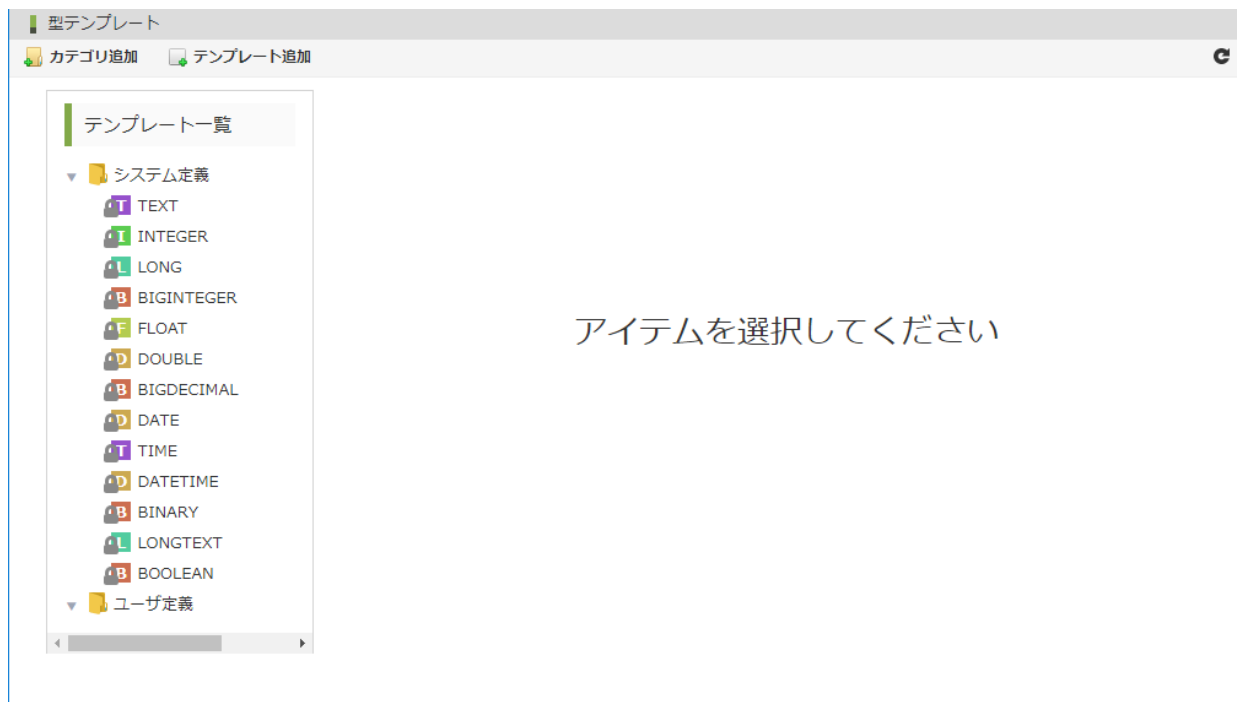 型テンプレート
カテゴリ追加 テンプレート追加
テンプレート一覧
システム定義
T TEXT
I INTEGER
L LONG
B BIGINTEGER
F FLOAT
D DOUBLE
B BIGDECIMAL
D DATE
T TIME
D DATETIME
B BINARY
L LONGTEXT
B BOOLEAN
ユーザ定義
アイテムを選択してください